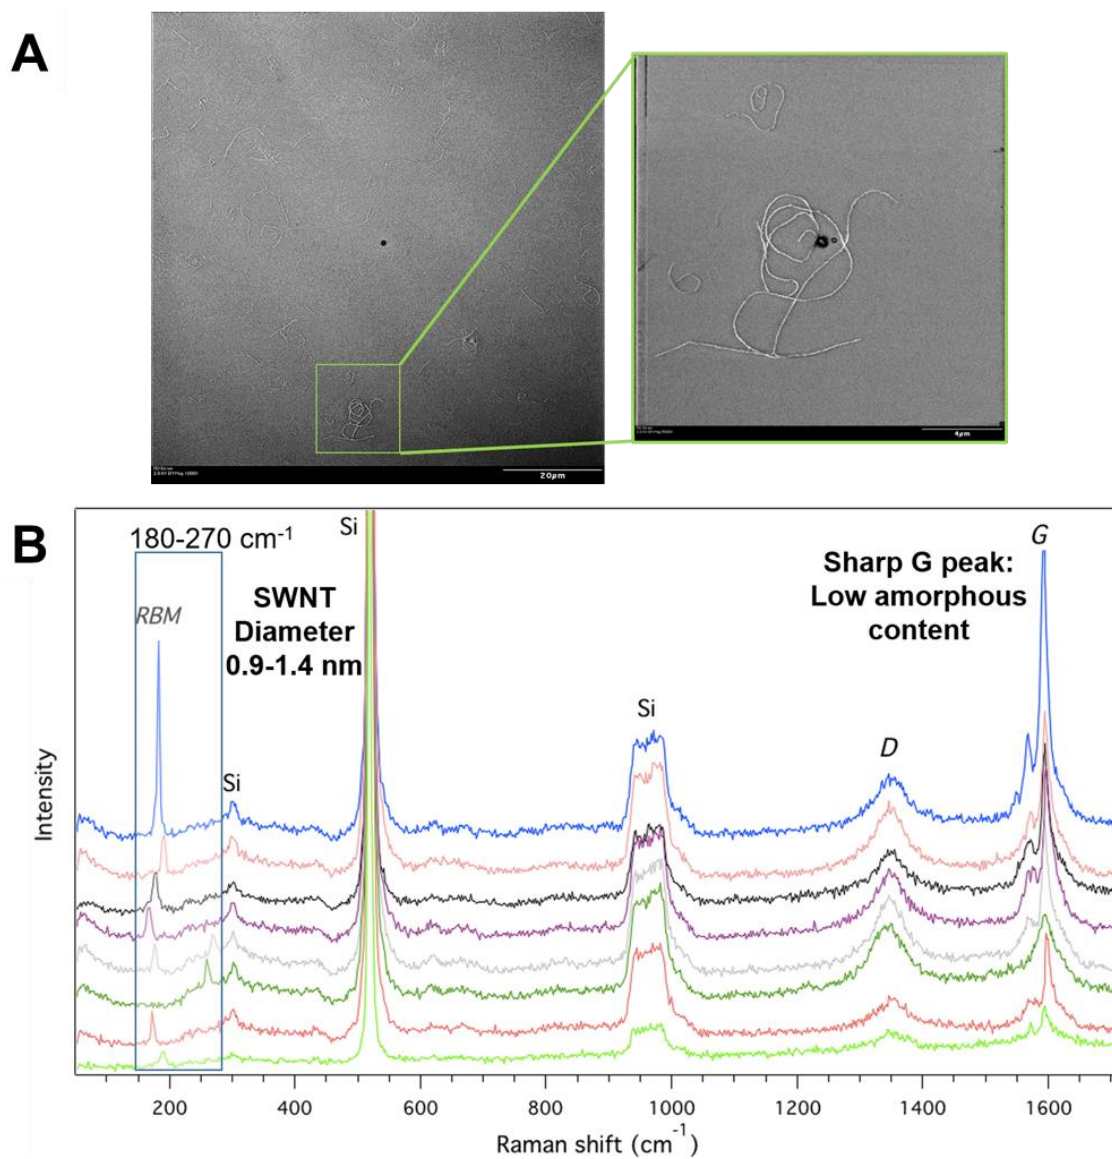 A
20µm
4µm
B
180-270 cm⁻¹
RBM
SWNT
Diameter
0.9-1.4 nm
Si
Si
Si
D
G
Sharp G peak:
Low amorphous
content
Intensity
200
400
600
800
1000
1200
1400
1600
Raman shift (cm⁻¹)